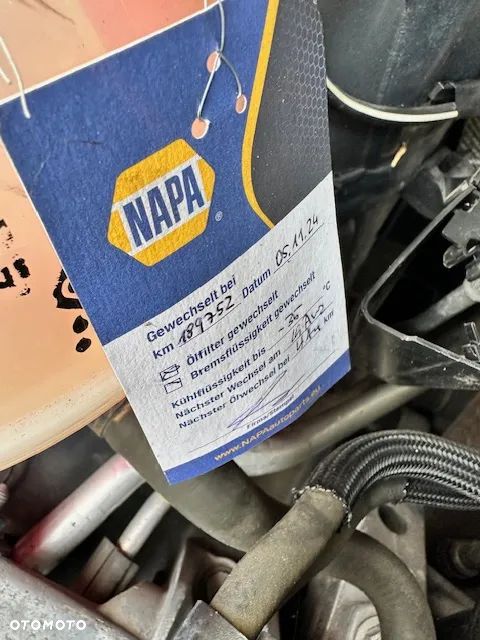 NAPA
®
Gewechselt bei
Km 189752 Datum 05.11.24
Ölfilter gewechselt
Bremsflüssigkeit gewechselt
Kühlflüssigkeit bis -36 °C
Nächster Wechsel am
Nächster Ölwechsel bei km
Firma/Stempel
www.NAPAautoparts.eu
OTOMOTO